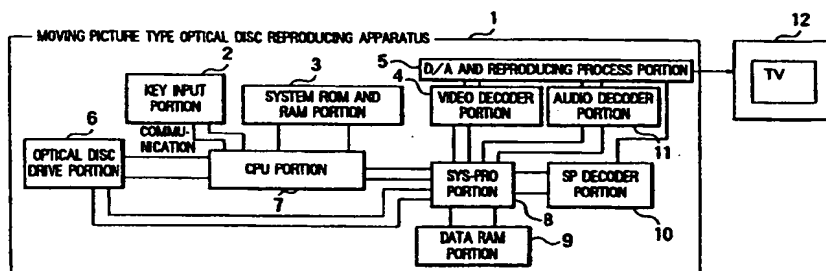 MOVING PICTURE TYPE OPTICAL DISC REPRODUCING APPARATUS
1
12
2
3
5
D/A AND REPRODUCING PROCESS PORTION
TV
KEY INPUT
PORTION
SYSTEM ROM AND
RAM PORTION
4
VIDEO DECODER
PORTION
AUDIO DECODER
PORTION
6
COMMU-
NICATION
11
OPTICAL DISC
DRIVE PORTION
CPU PORTION
SYS-PRO
PORTION
SP DECODER
PORTION
7
8
10
DATA RAM
PORTION
9